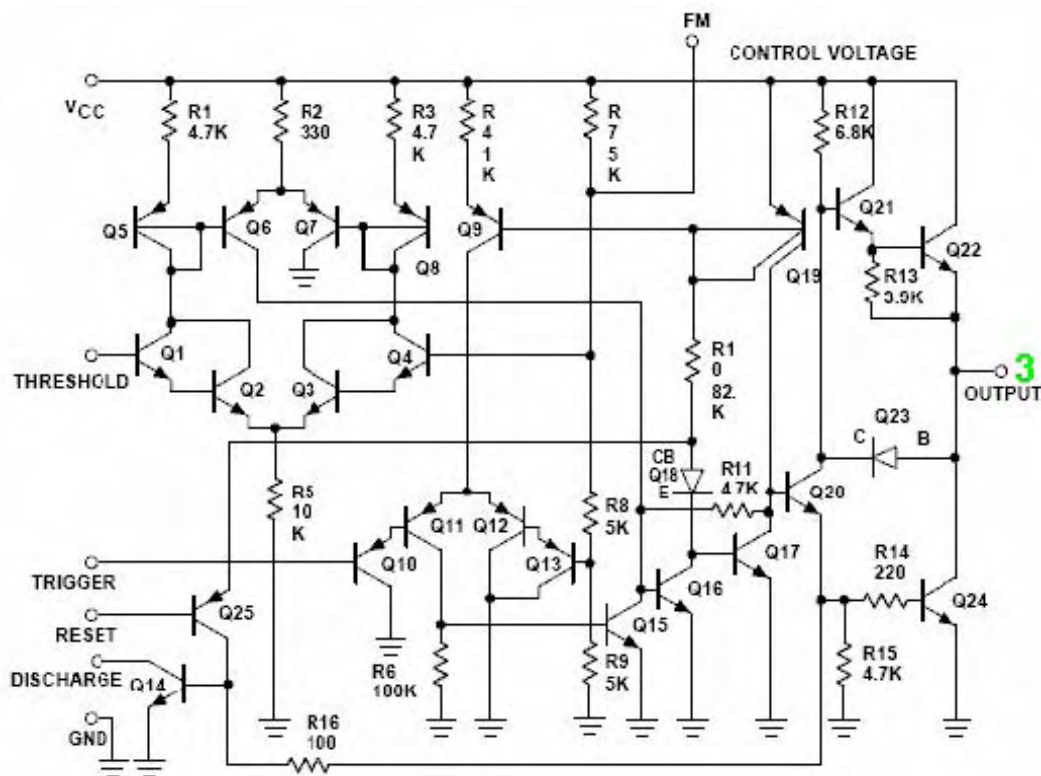 FM
CONTROL VOLTAGE
VCC
R1
4.7K
R2
330
R3
4.7
K
R
4
1
K
R
7
5
K
R12
6.8K
Q5
Q6
Q7
Q8
Q9
Q19
Q21
Q22
R13
3.9K
Q1
Q2
Q3
Q4
THRESHOLD
R1
0
82.
K
3
OUTPUT
Q23
C
B
CB
Q18
E
R11
4.7K
Q20
R5
10
K
Q11
Q12
R8
5K
Q10
Q13
Q16
Q17
R14
220
TRIGGER
Q25
Q15
Q24
RESET
R6
100K
R9
5K
R15
4.7K
DISCHARGE
Q14
GND
R16
100